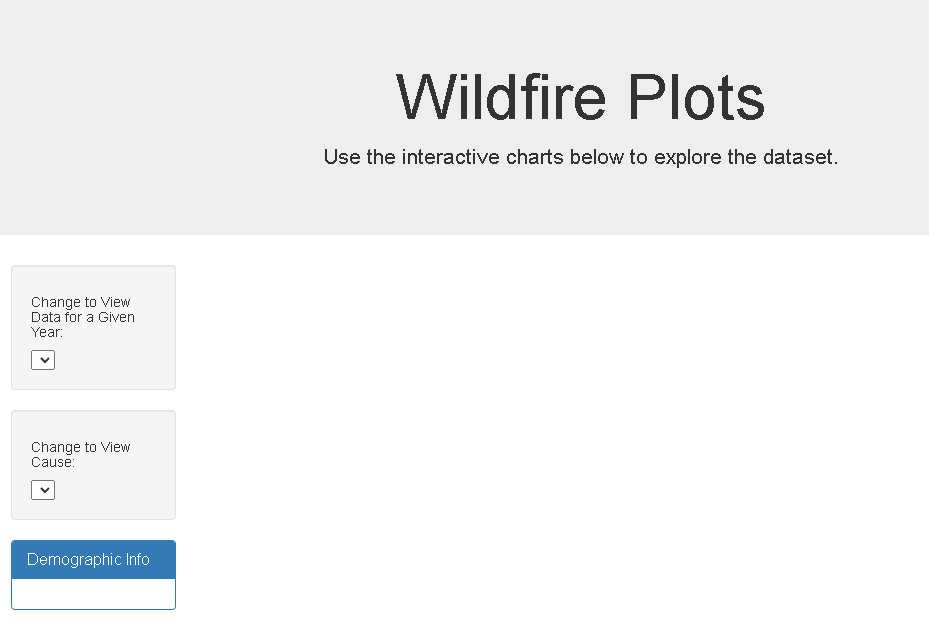 Wildfire Plots
Use the interactive charts below to explore the dataset.
Change to View
Data for a Given
Year:
Change to View
Cause:
Demographic Info